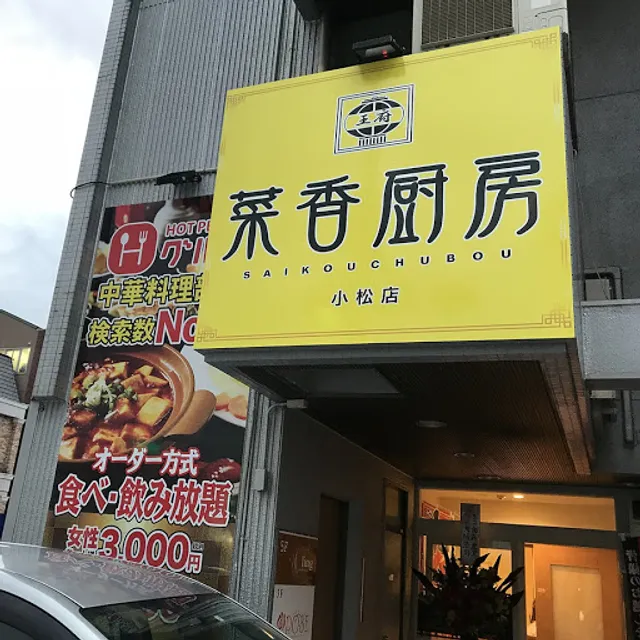 王府
菜香厨房
SAIKOUCHUBOU
小松店
HOT PE
グル
中華料理部
検索数No
オーダー方式
食べ・飲み放題
女性3,000円